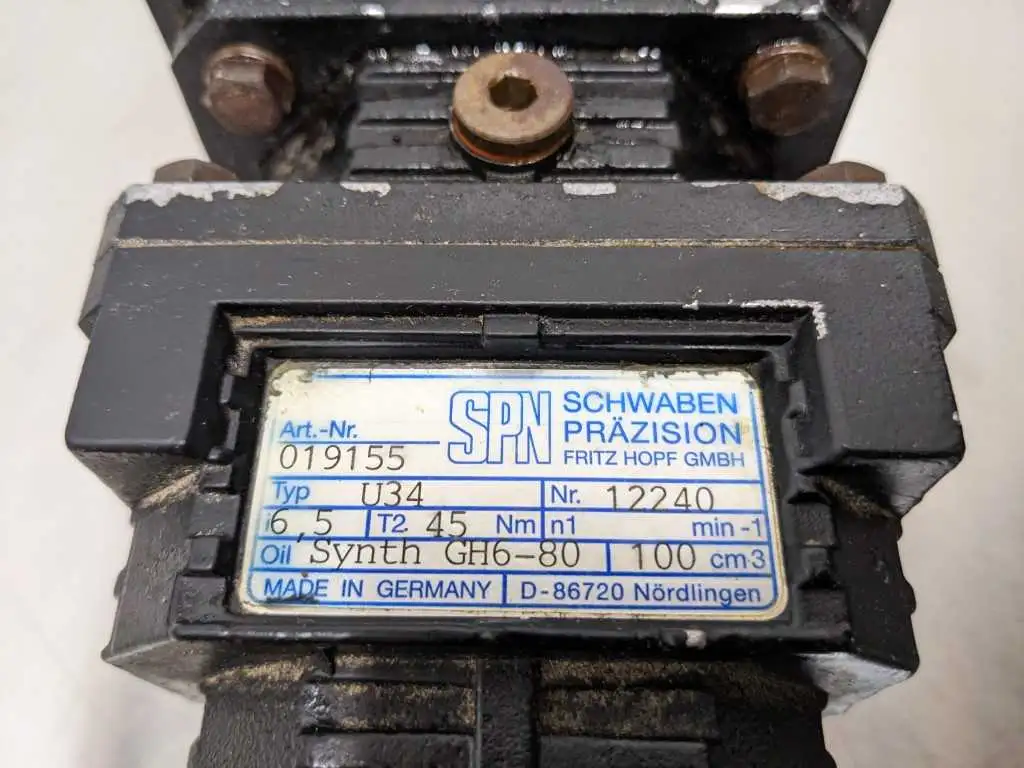 SPN SCHWABEN
PRÄZISION
FRITZ HOPF GMBH
Art.-Nr.
019155
Typ U34 Nr. 12240
i 6,5 T2. 45 Nm n1 min -1
Oil Synth GH6-80 100 cm3
MADE IN GERMANY D-86720 Nördlingen